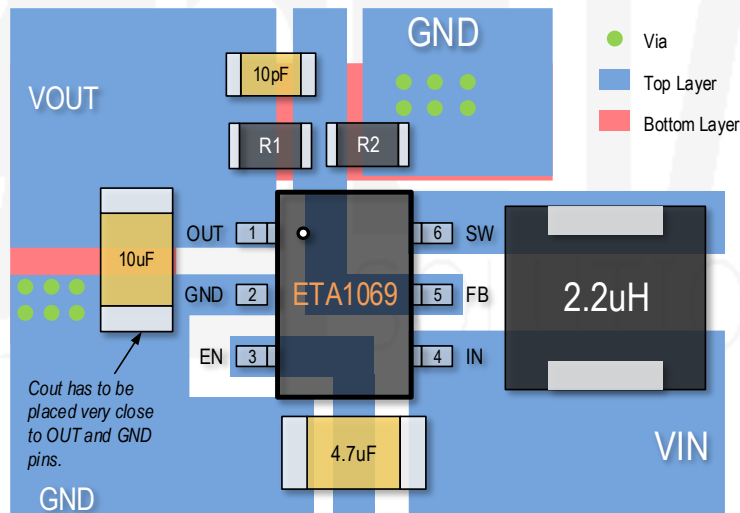 GND
Via
Top Layer
Bottom Layer
VOUT
10pF
R1
R2
OUT
1
6
SW
10uF
GND
2
ETA1069
5
FB
2.2uH
EN
3
4
IN
Cout has to be
placed very close
to OUT and GND
pins.
4.7uF
VIN
GND